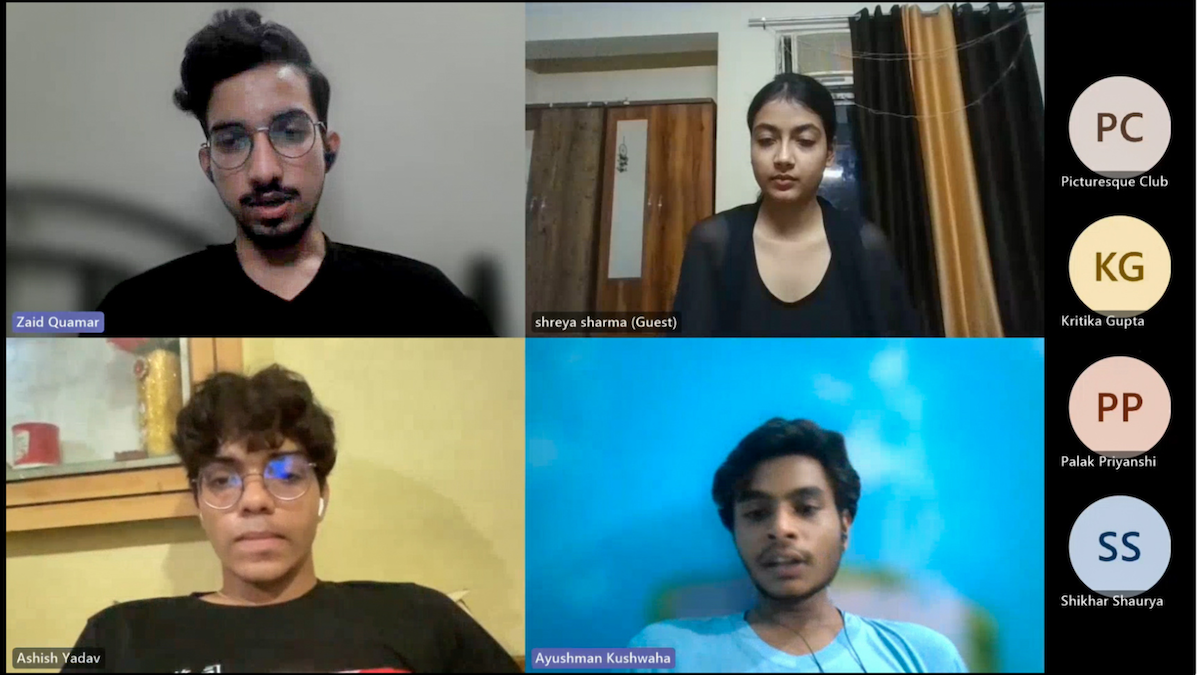 Zaid Quamar
shreya sharma (Guest)
Ashish Yadav
Ayushman Kushwaha
PC
Picturesque Club
KG
Kritika Gupta
PP
Palak Priyanshi
SS
Shikhar Shaurya